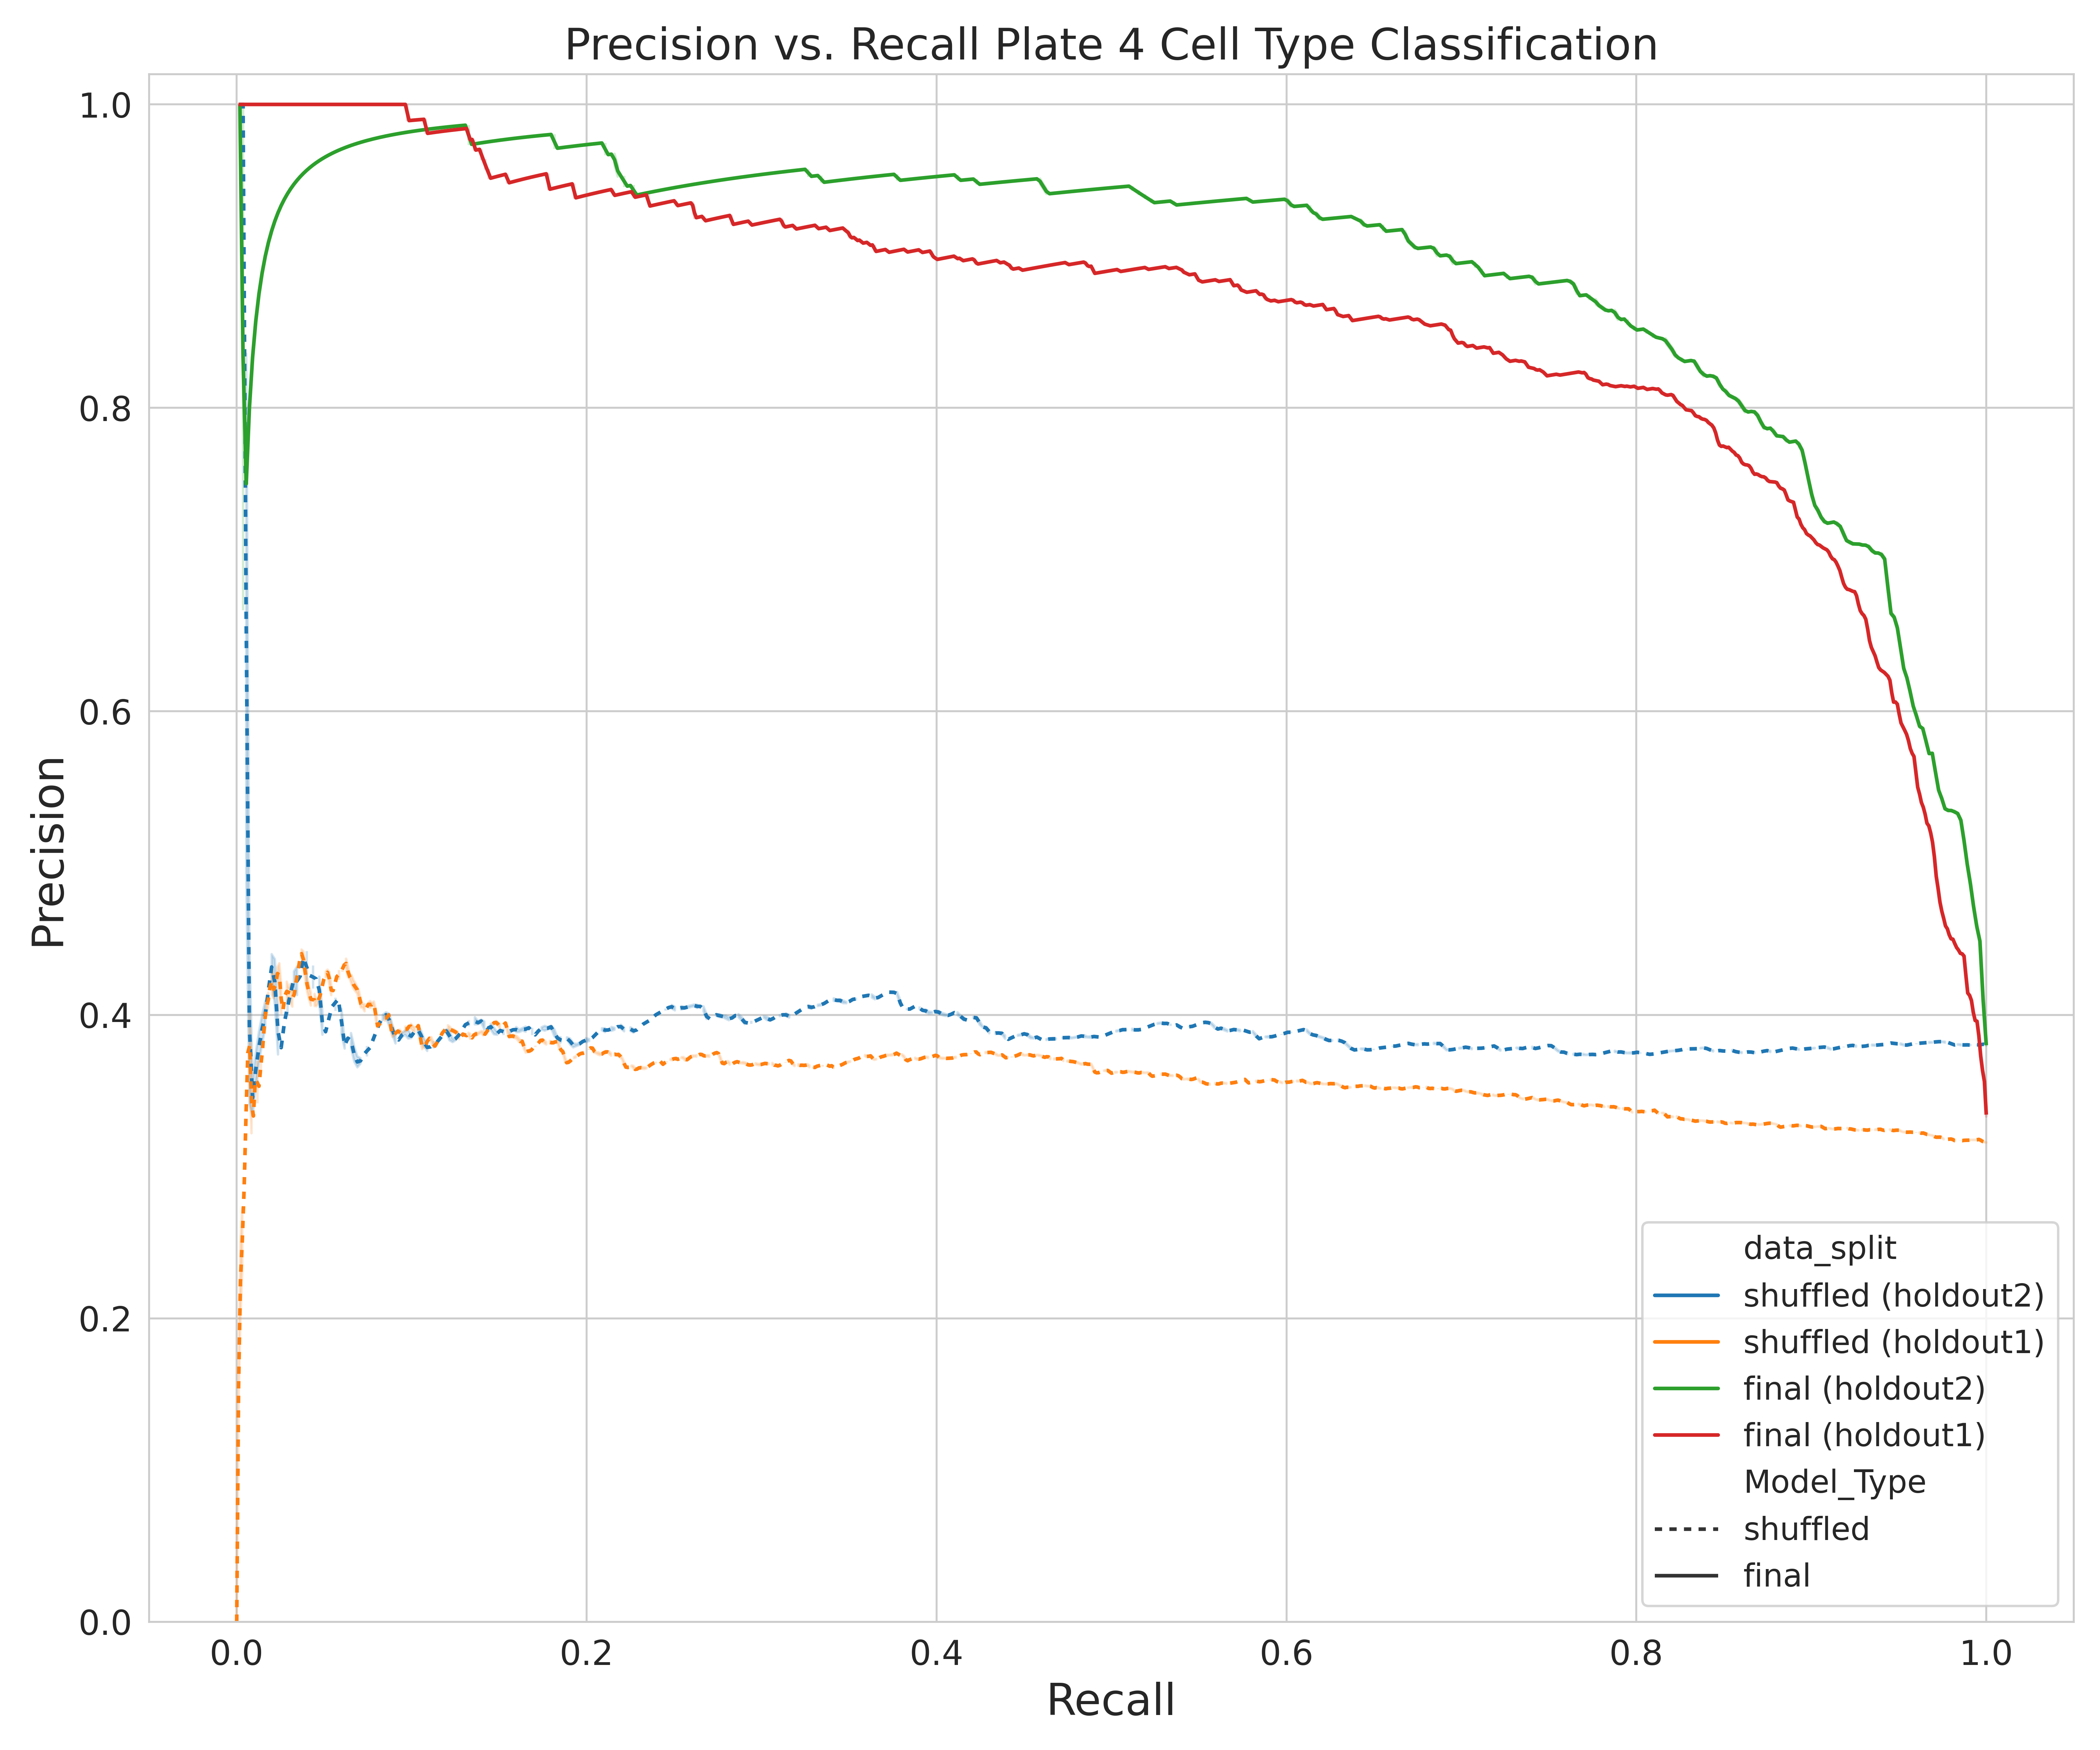 Precision vs. Recall Plate 4 Cell Type Classification
1.0
0.8
0.6
0.4
0.2
0.0
Precision
0.0
0.2
0.4
0.6
0.8
1.0
Recall
data_split
shuffled (holdout2)
shuffled (holdout1)
final (holdout2)
final (holdout1)
Model_Type
shuffled
final